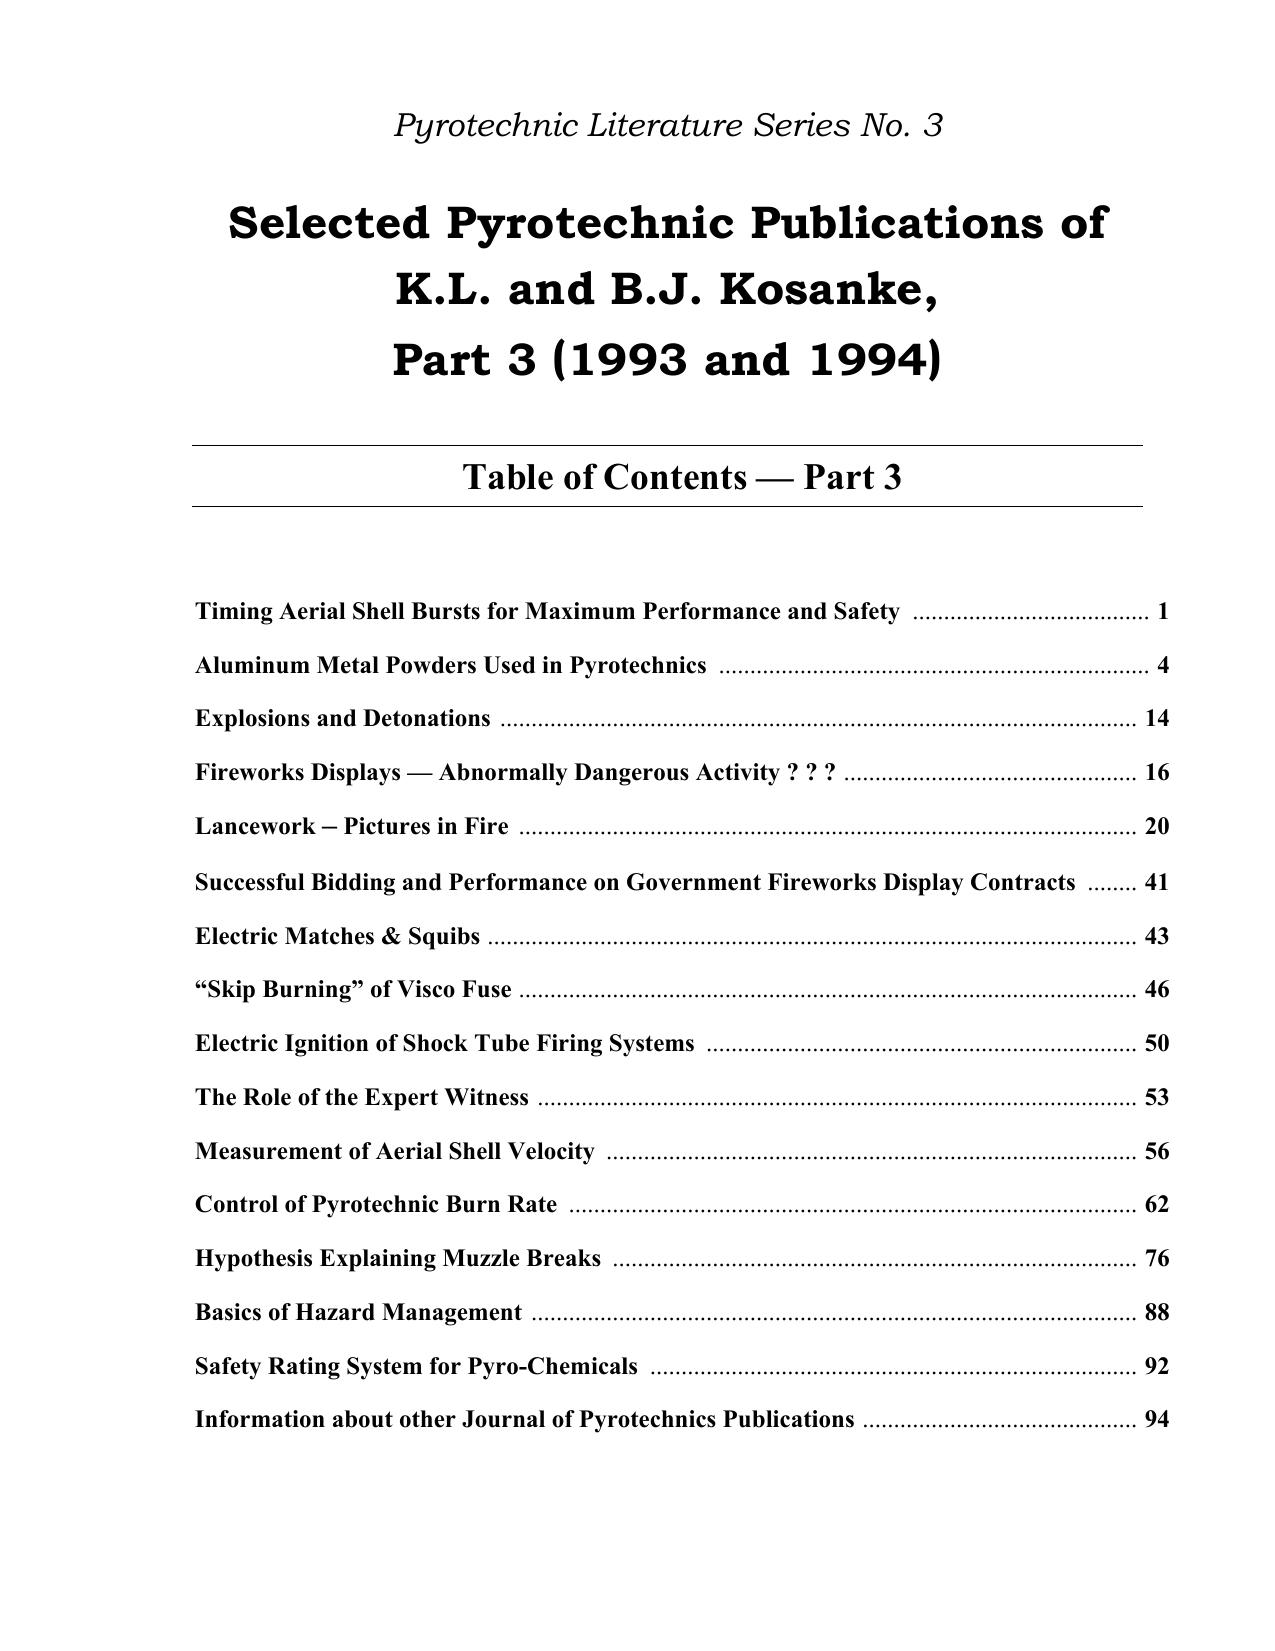 Pyrotechnic Literature Series No. 3
Selected Pyrotechnic Publications of
K.L. and B.J. Kosanke,
Part 3 (1993 and 1994)
Table of Contents — Part 3
Timing Aerial Shell Bursts for Maximum Performance and Safety ...................................... 1
Aluminum Metal Powders Used in Pyrotechnics ..................................................................... 4
Explosions and Detonations ...................................................................................................... 14
Fireworks Displays — Abnormally Dangerous Activity ? ? ? ............................................... 16
Lancework – Pictures in Fire ................................................................................................... 20
Successful Bidding and Performance on Government Fireworks Display Contracts ........ 41
Electric Matches & Squibs ........................................................................................................ 43
“Skip Burning” of Visco Fuse ................................................................................................... 46
Electric Ignition of Shock Tube Firing Systems ..................................................................... 50
The Role of the Expert Witness ................................................................................................ 53
Measurement of Aerial Shell Velocity ..................................................................................... 56
Control of Pyrotechnic Burn Rate ........................................................................................... 62
Hypothesis Explaining Muzzle Breaks .................................................................................... 76
Basics of Hazard Management ................................................................................................. 88
Safety Rating System for Pyro-Chemicals .............................................................................. 92
Information about other Journal of Pyrotechnics Publications ............................................ 94